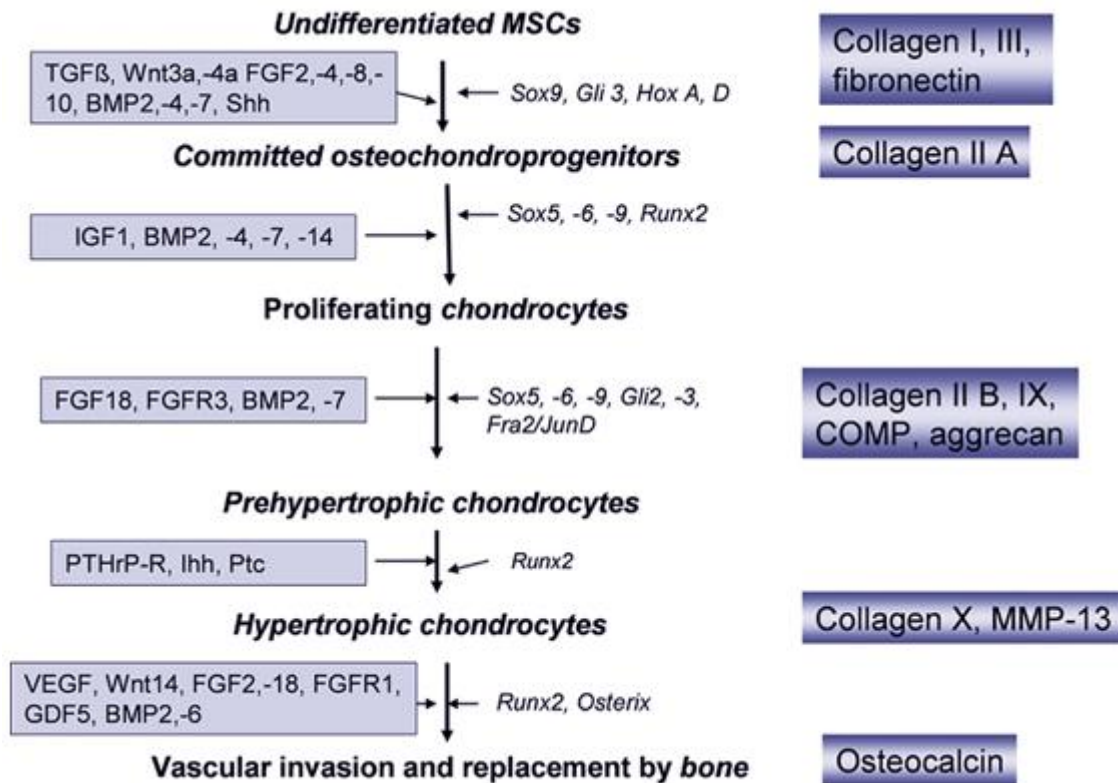 Undifferentiated MSCs
TGFß, Wnt3a,-4a FGF2,-4,-8,-
10, BMP2,-4,-7, Shh
Sox9, Gli 3, Hox A, D
Collagen I, III,
fibronectin
Committed osteochondroprogenitors
Collagen II A
IGF1, BMP2, -4, -7, -14
Sox5, -6, -9, Runx2
Proliferating chondrocytes
FGF18, FGFR3, BMP2, -7
Sox5, -6, -9, Gli2, -3,
Fra2/JunD
Collagen II B, IX,
COMP, aggrecan
Prehypertrophic chondrocytes
PTHrP-R, Ihh, Ptc
Runx2
Hypertrophic chondrocytes
Collagen X, MMP-13
VEGF, Wnt14, FGF2,-18, FGFR1,
GDF5, BMP2,-6
Runx2, Osterix
Vascular invasion and replacement by bone
Osteocalcin